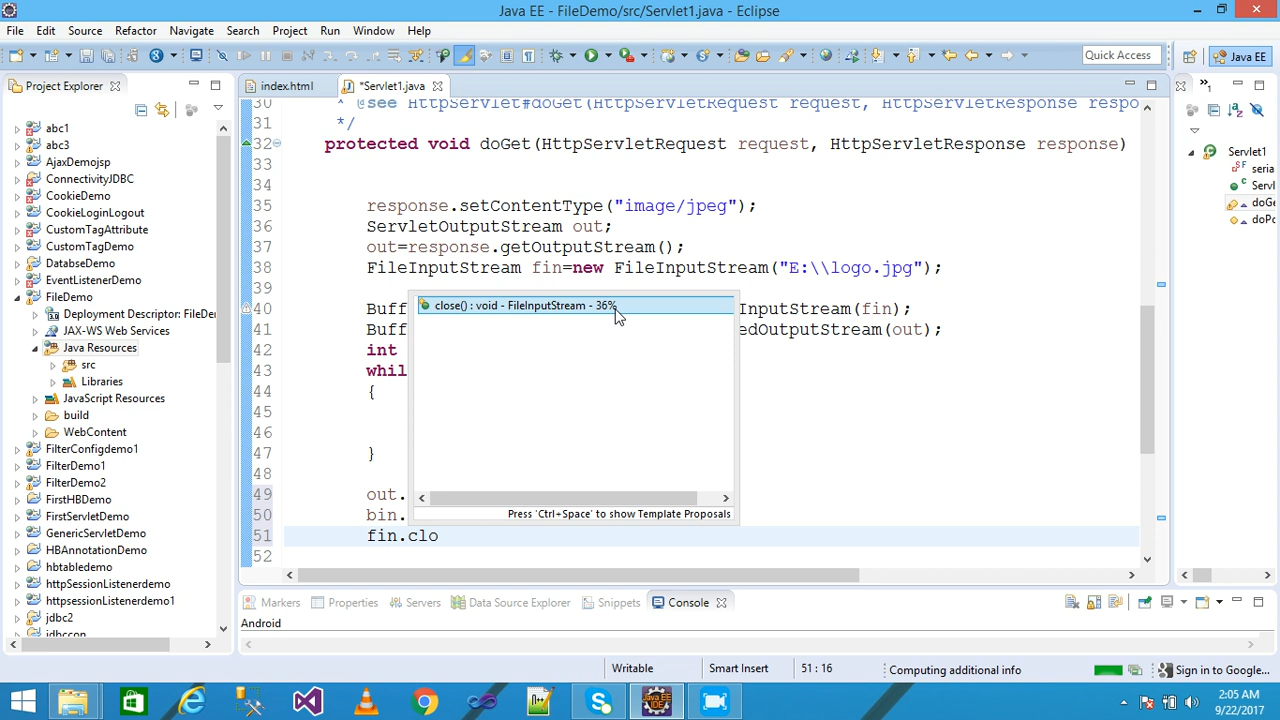 Java EE - FileDemo/src/Servlet1.java - Eclipse
File Edit Source Refactor Navigate Search Project Run Window Help
Quick Access
Java EE
Project Explorer
index.html
*Servlet1.java
abc1
abc3
AjaxDemojsp
ConnectivityJDBC
CookieDemo
CookieLoginLogout
CustomTagAttribute
CustomTagDemo
DatabseDemo
EventListenerDemo
FileDemo
Deployment Descriptor: FileDem
JAX-WS Web Services
Java Resources
src
Libraries
JavaScript Resources
build
WebContent
FilterConfigdemo1
FilterDemo1
FilterDemo2
FirstHBDemo
FirstServletDemo
GenericServletDemo
HBAnnotationDemo
hbtabledemo
httpSessionListenerdemo
httpsessionListenerdemo1
jdbc2
jdbccon
30 * @see HttpServlet#doGet(HttpServletRequest request, HttpServletResponse respo
31 */
32 protected void doGet(HttpServletRequest request, HttpServletResponse response)
33
34
35 response.setContentType("image/jpeg");
36 ServletOutputStream out;
37 out=response.getOutputStream();
38 FileInputStream fin=new FileInputStream("E:\\logo.jpg");
40 Buff nputStream(fin);
41 Buff edOutputStream(out);
42 int
43 whil
44 {
45
46
47 }
48
49 out.
50 bin.
51 fin.clo
52
close() : void - FileInputStream - 36%
Press 'Ctrl+Space' to show Template Proposals
Servlet1
seria
Servl
doGe
doPo
Markers
Properties
Servers
Data Source Explorer
Snippets
Console
Android
Writable
Smart Insert
51 : 16
Computing additional info
Sign in to Google...
2:05 AM
9/22/2017